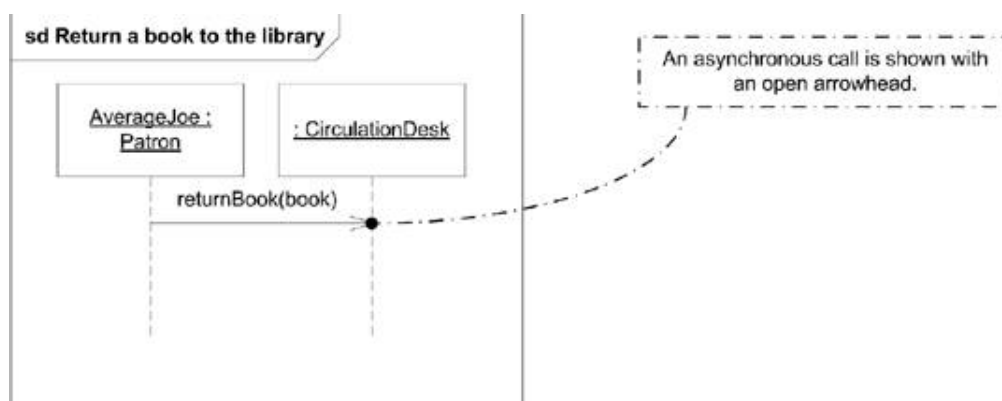 sd Return a book to the library
An asynchronous call is shown with
an open arrowhead.
AverageJoe :
Patron
: CirculationDesk
returnBook(book)